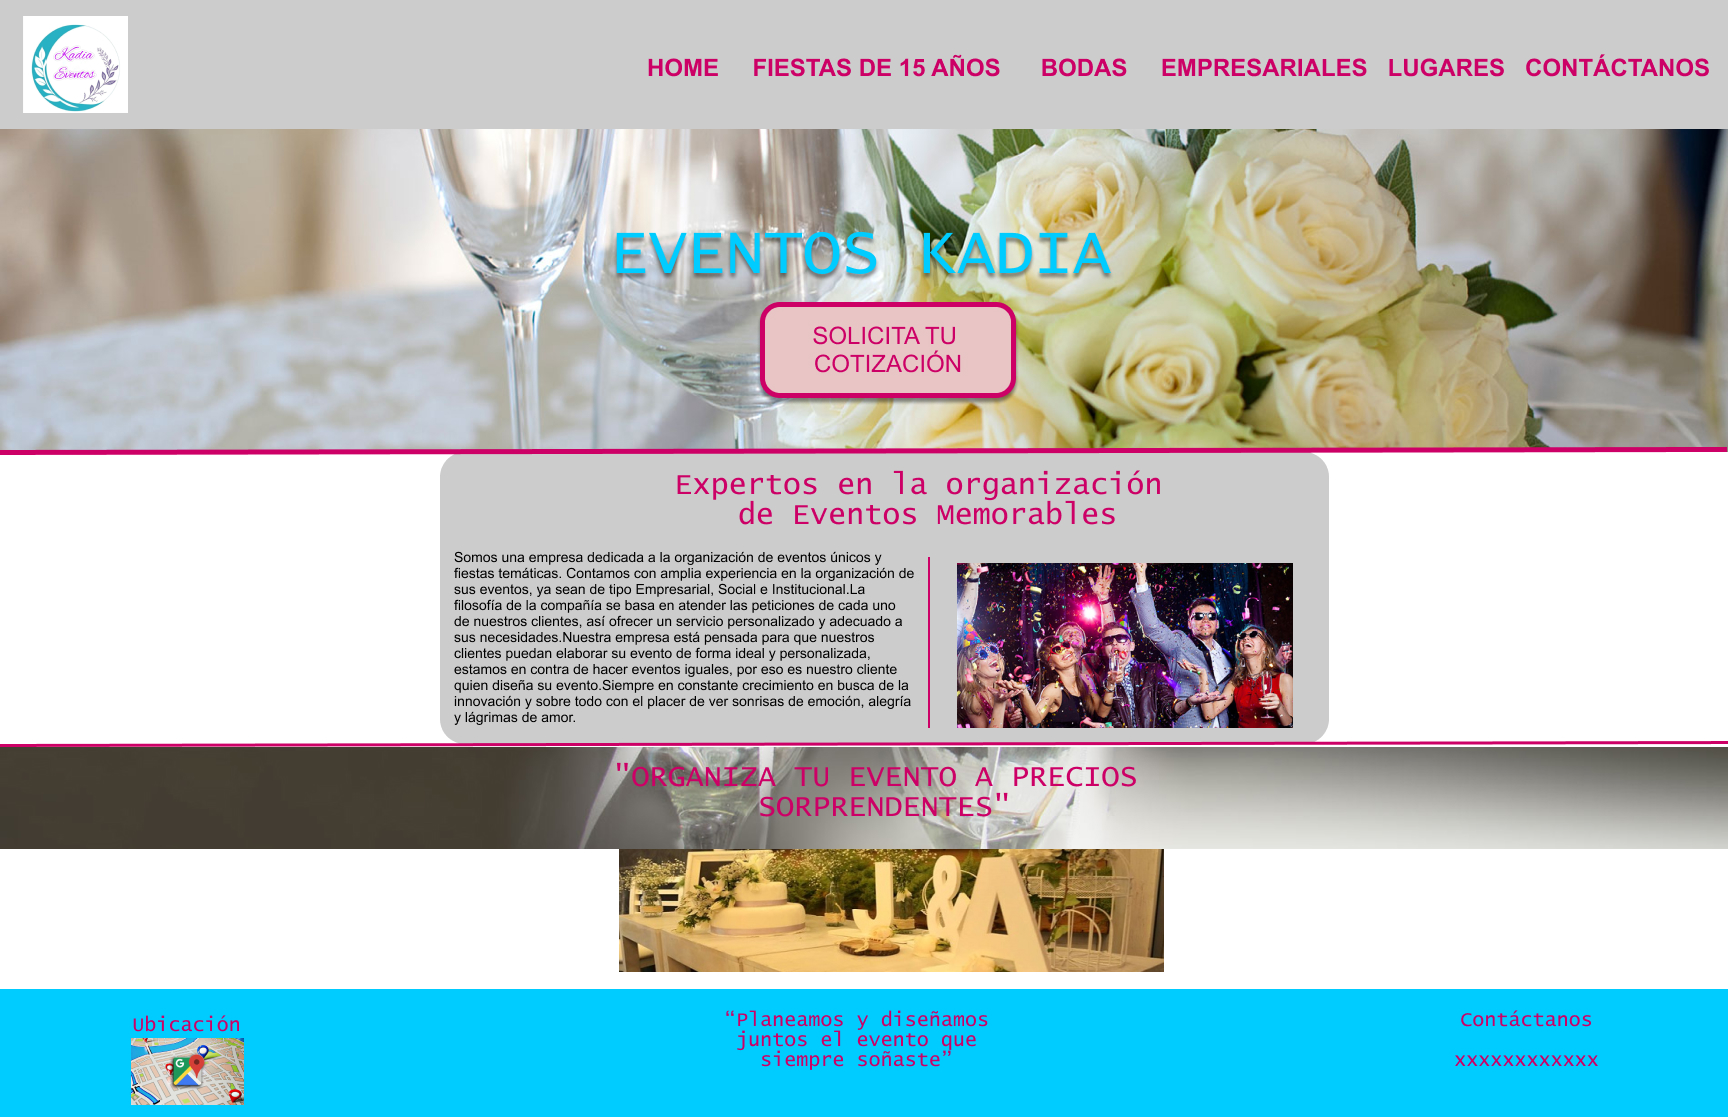 Kadia
Eventos
HOME FIESTAS DE 15 AÑOS BODAS EMPRESARIALES LUGARES CONTÁCTANOS
EVENTOS KADIA
SOLICITA TU
COTIZACIÓN
Expertos en la organización
de Eventos Memorables
Somos una empresa dedicada a la organización de eventos únicos y
fiestas temáticas. Contamos con amplia experiencia en la organización de
sus eventos, ya sean de tipo Empresarial, Social e Institucional.La
filosofía de la compañía se basa en atender las peticiones de cada uno
de nuestros clientes, así ofrecer un servicio personalizado y adecuado a
sus necesidades.Nuestra empresa está pensada para que nuestros
clientes puedan elaborar su evento de forma ideal y personalizada,
estamos en contra de hacer eventos iguales, por eso es nuestro cliente
quien diseña su evento.Siempre en constante crecimiento en busca de la
innovación y sobre todo con el placer de ver sonrisas de emoción, alegría
y lágrimas de amor.
"ORGANIZA TU EVENTO A PRECIOS
SORPRENDENTES"
J&A
Ubicación
G
“Planeamos y diseñamos
juntos el evento que
siempre soñaste”
Contáctanos
xxxxxxxxxxxx